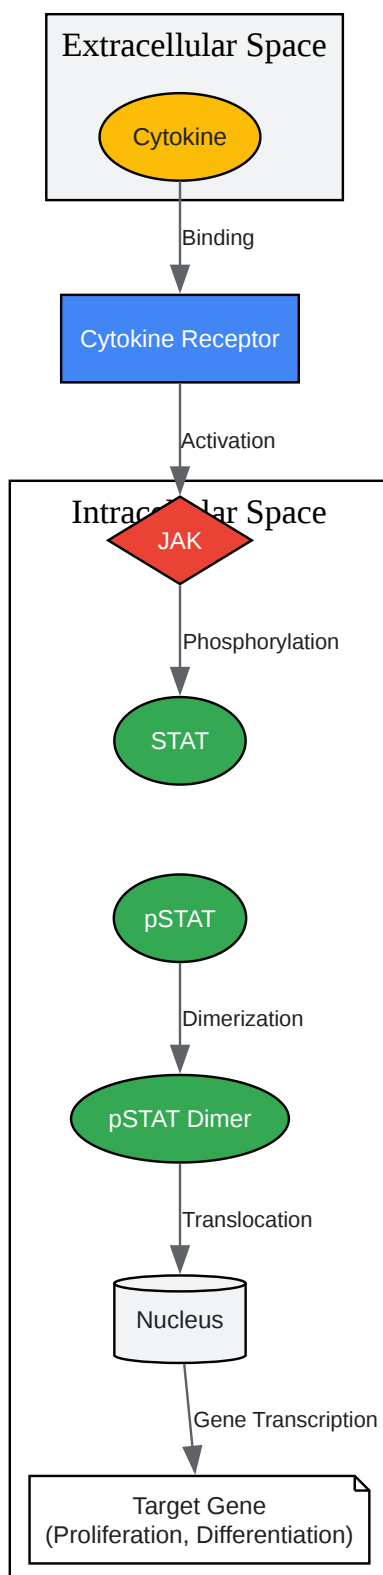 Extracellular Space
Cytokine
Binding
Cytokine Receptor
Activation
Intracellular Space
JAK
Phosphorylation
STAT
pSTAT
Dimerization
pSTAT Dimer
Translocation
Nucleus
Gene Transcription
Target Gene
(Proliferation, Differentiation)